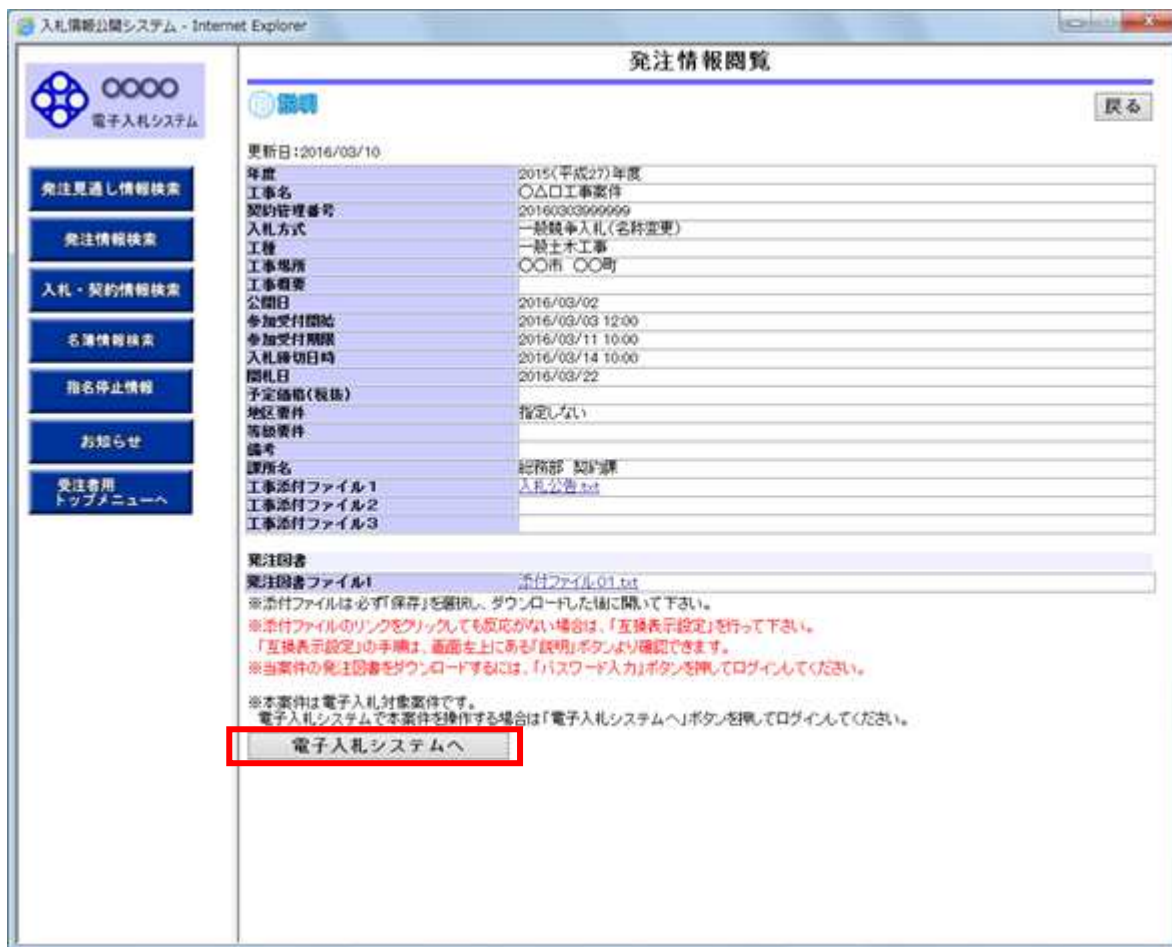 入札情報公開システム - Internet Explorer
〇〇〇〇
電子入札システム
発注見通し情報検索
発注情報検索
入札・契約情報検索
名簿情報検索
指名停止情報
お知らせ
受注者用
トップメニューへ
発注情報閲覧
説明
戻る
更新日:2016/03/10
年度 2015(平成27)年度
工事名 〇△口工事案件
契約管理番号 20160303999999
入札方式 一般競争入札(名称変更)
工種 一般土木工事
工事場所 〇〇市 〇〇町
工事概要
公開日 2016/03/02
参加受付開始 2016/03/03 12:00
参加受付期限 2016/03/11 10:00
入札締切日時 2016/03/14 10:00
開札日 2016/03/22
予定価格(税抜)
地区要件 指定しない
等級要件
備考
課所名 総務部 契約課
工事添付ファイル1 入札公告.txt
工事添付ファイル2
工事添付ファイル3
発注図書
発注図書ファイル1 添付ファイル01.txt
※添付ファイルは必ず「保存」を選択し、ダウンロードした後に開いて下さい。
※添付ファイルのリンクをクリックしても反応がない場合は、「互換表示設定」を行って下さい。
「互換表示設定」の手順は、画面左上にある「説明」ボタンより確認できます。
※当案件の発注図書をダウンロードするには、「パスワード入力」ボタンを押してログインしてください。
※本案件は電子入札対象案件です。
電子入札システムで本案件を操作する場合は「電子入札システムへ」ボタンを押してログインしてください。
電子入札システムへ